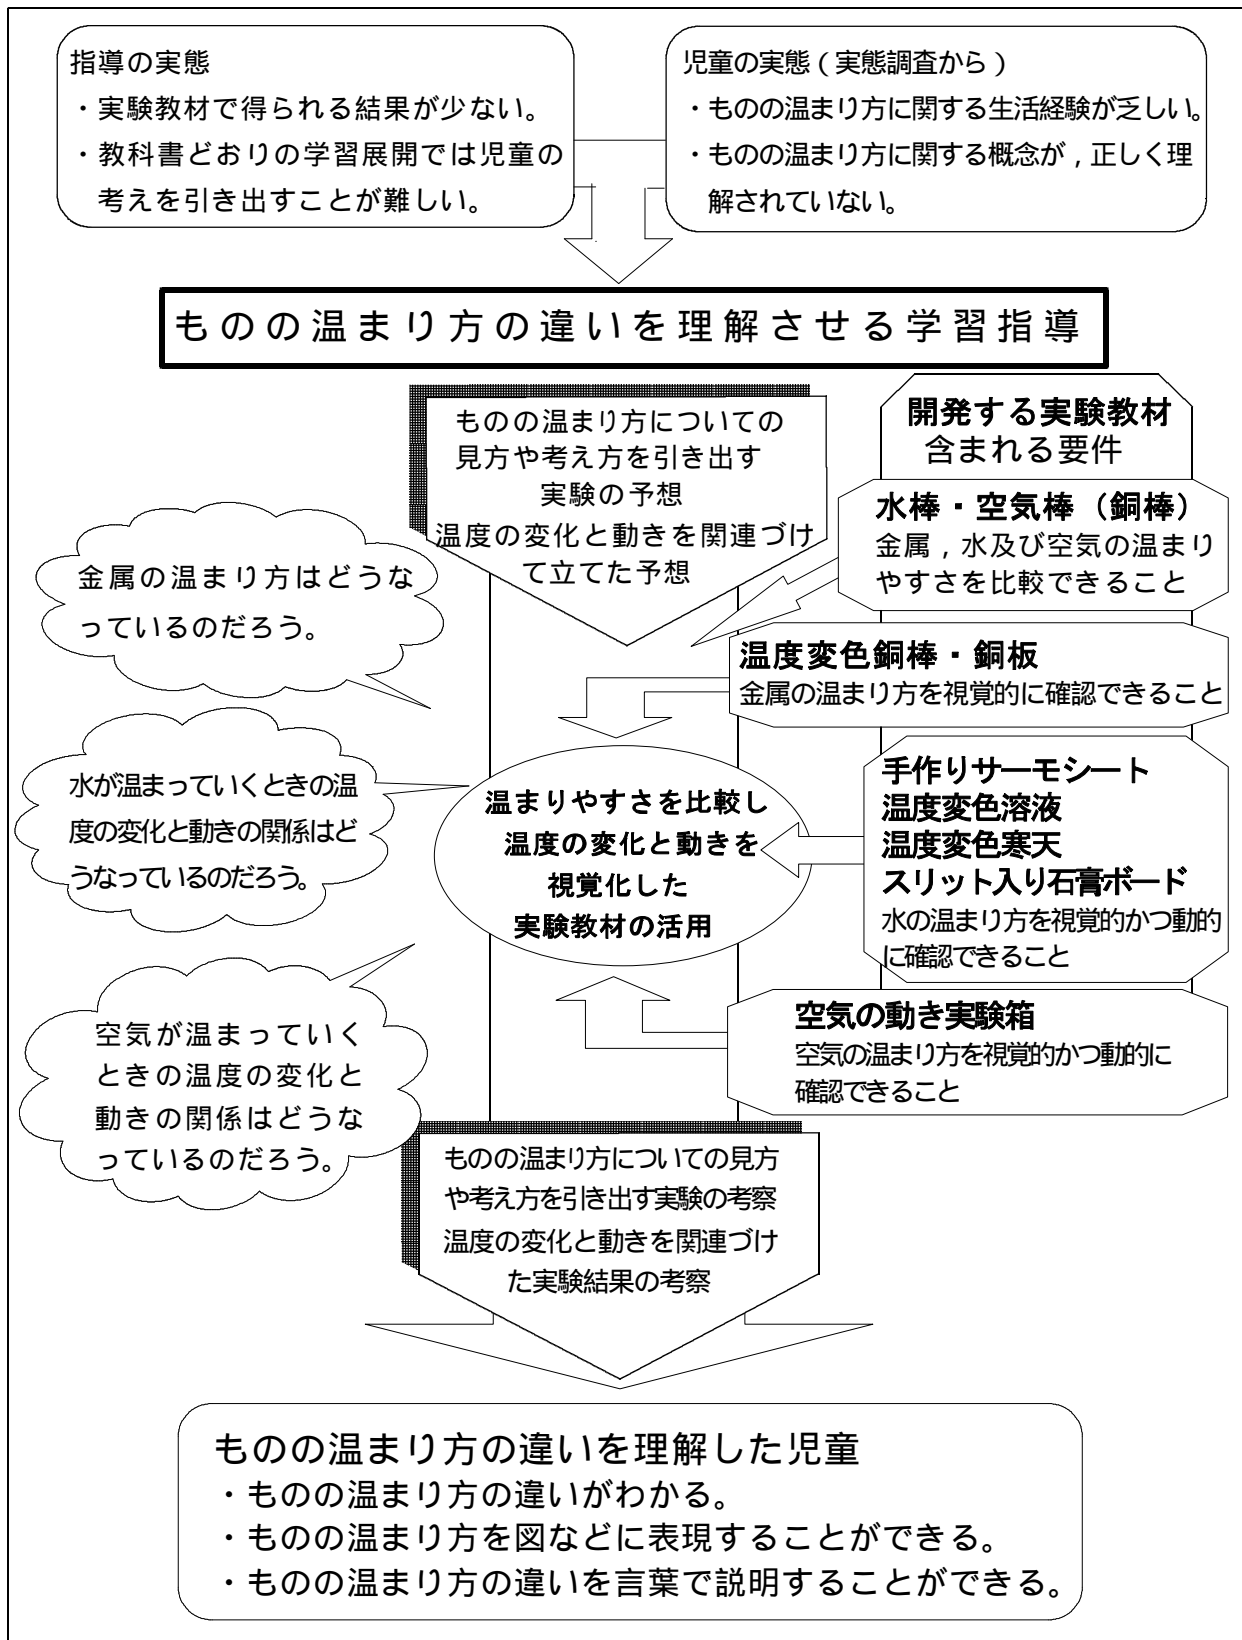 指導の実態
・実験教材で得られる結果が少ない。
・教科書どおりの学習展開では児童の
考えを引き出すことが難しい。
児童の実態（実態調査から）
・ものの温まり方に関する生活経験が乏しい。
・ものの温まり方に関する概念が，正しく理
解されていない。
ものの温まり方の違いを理解させる学習指導
ものの温まり方についての
見方や考え方を引き出す
実験の予想
温度の変化と動きを関連づけ
て立てた予想
開発する実験教材
含まれる要件
水棒・空気棒（銅棒）
金属，水及び空気の温まり
やすさを比較できること
温度変色銅棒・銅板
金属の温まり方を視覚的に確認できること
手作りサーモシート
温度変色溶液
温度変色寒天
スリット入り石膏ボード
水の温まり方を視覚的かつ動的
に確認できること
空気の動き実験箱
空気の温まり方を視覚的かつ動的に
確認できること
金属の温まり方はどうな
っているのだろう。
水が温まっていくときの温
度の変化と動きの関係はど
うなっているのだろう。
空気が温まっていく
ときの温度の変化と
動きの関係はどうな
っているのだろう。
温まりやすさを比較し
温度の変化と動きを
視覚化した
実験教材の活用
ものの温まり方についての見方
や考え方を引き出す実験の考察
温度の変化と動きを関連づけ
た実験結果の考察
ものの温まり方の違いを理解した児童
・ものの温まり方の違いがわかる。
・ものの温まり方を図などに表現することができる。
・ものの温まり方の違いを言葉で説明することができる。